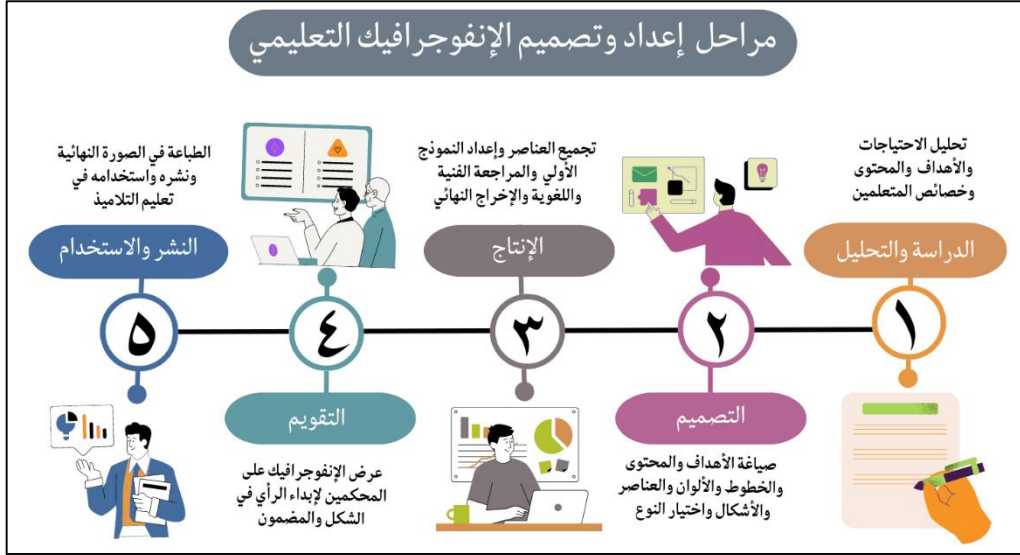 مراحل إعداد وتصميم الإنفوجرافيك التعليمي
تحليل الاحتياجات
والأهداف والمحتوى
وخصائص المتعلمين
الدراسة والتحليل
١
٢
التصميم
صياغة الأهداف والمحتوى
والخطوط والألوان والعناصر
والأشكال واختيار النوع
تجميع العناصر وإعداد النموذج
الأولي والمراجعة الفنية
واللغوية والإخراج النهائي
الإنتاج
٣
٤
التقويم
عرض الإنفوجرافيك على
المحكمين لإبداء الرأي في
الشكل والمضمون
الطباعة في الصورة النهائية
ونشره واستخدامه في
تعليم التلاميذ
النشر والاستخدام
٥